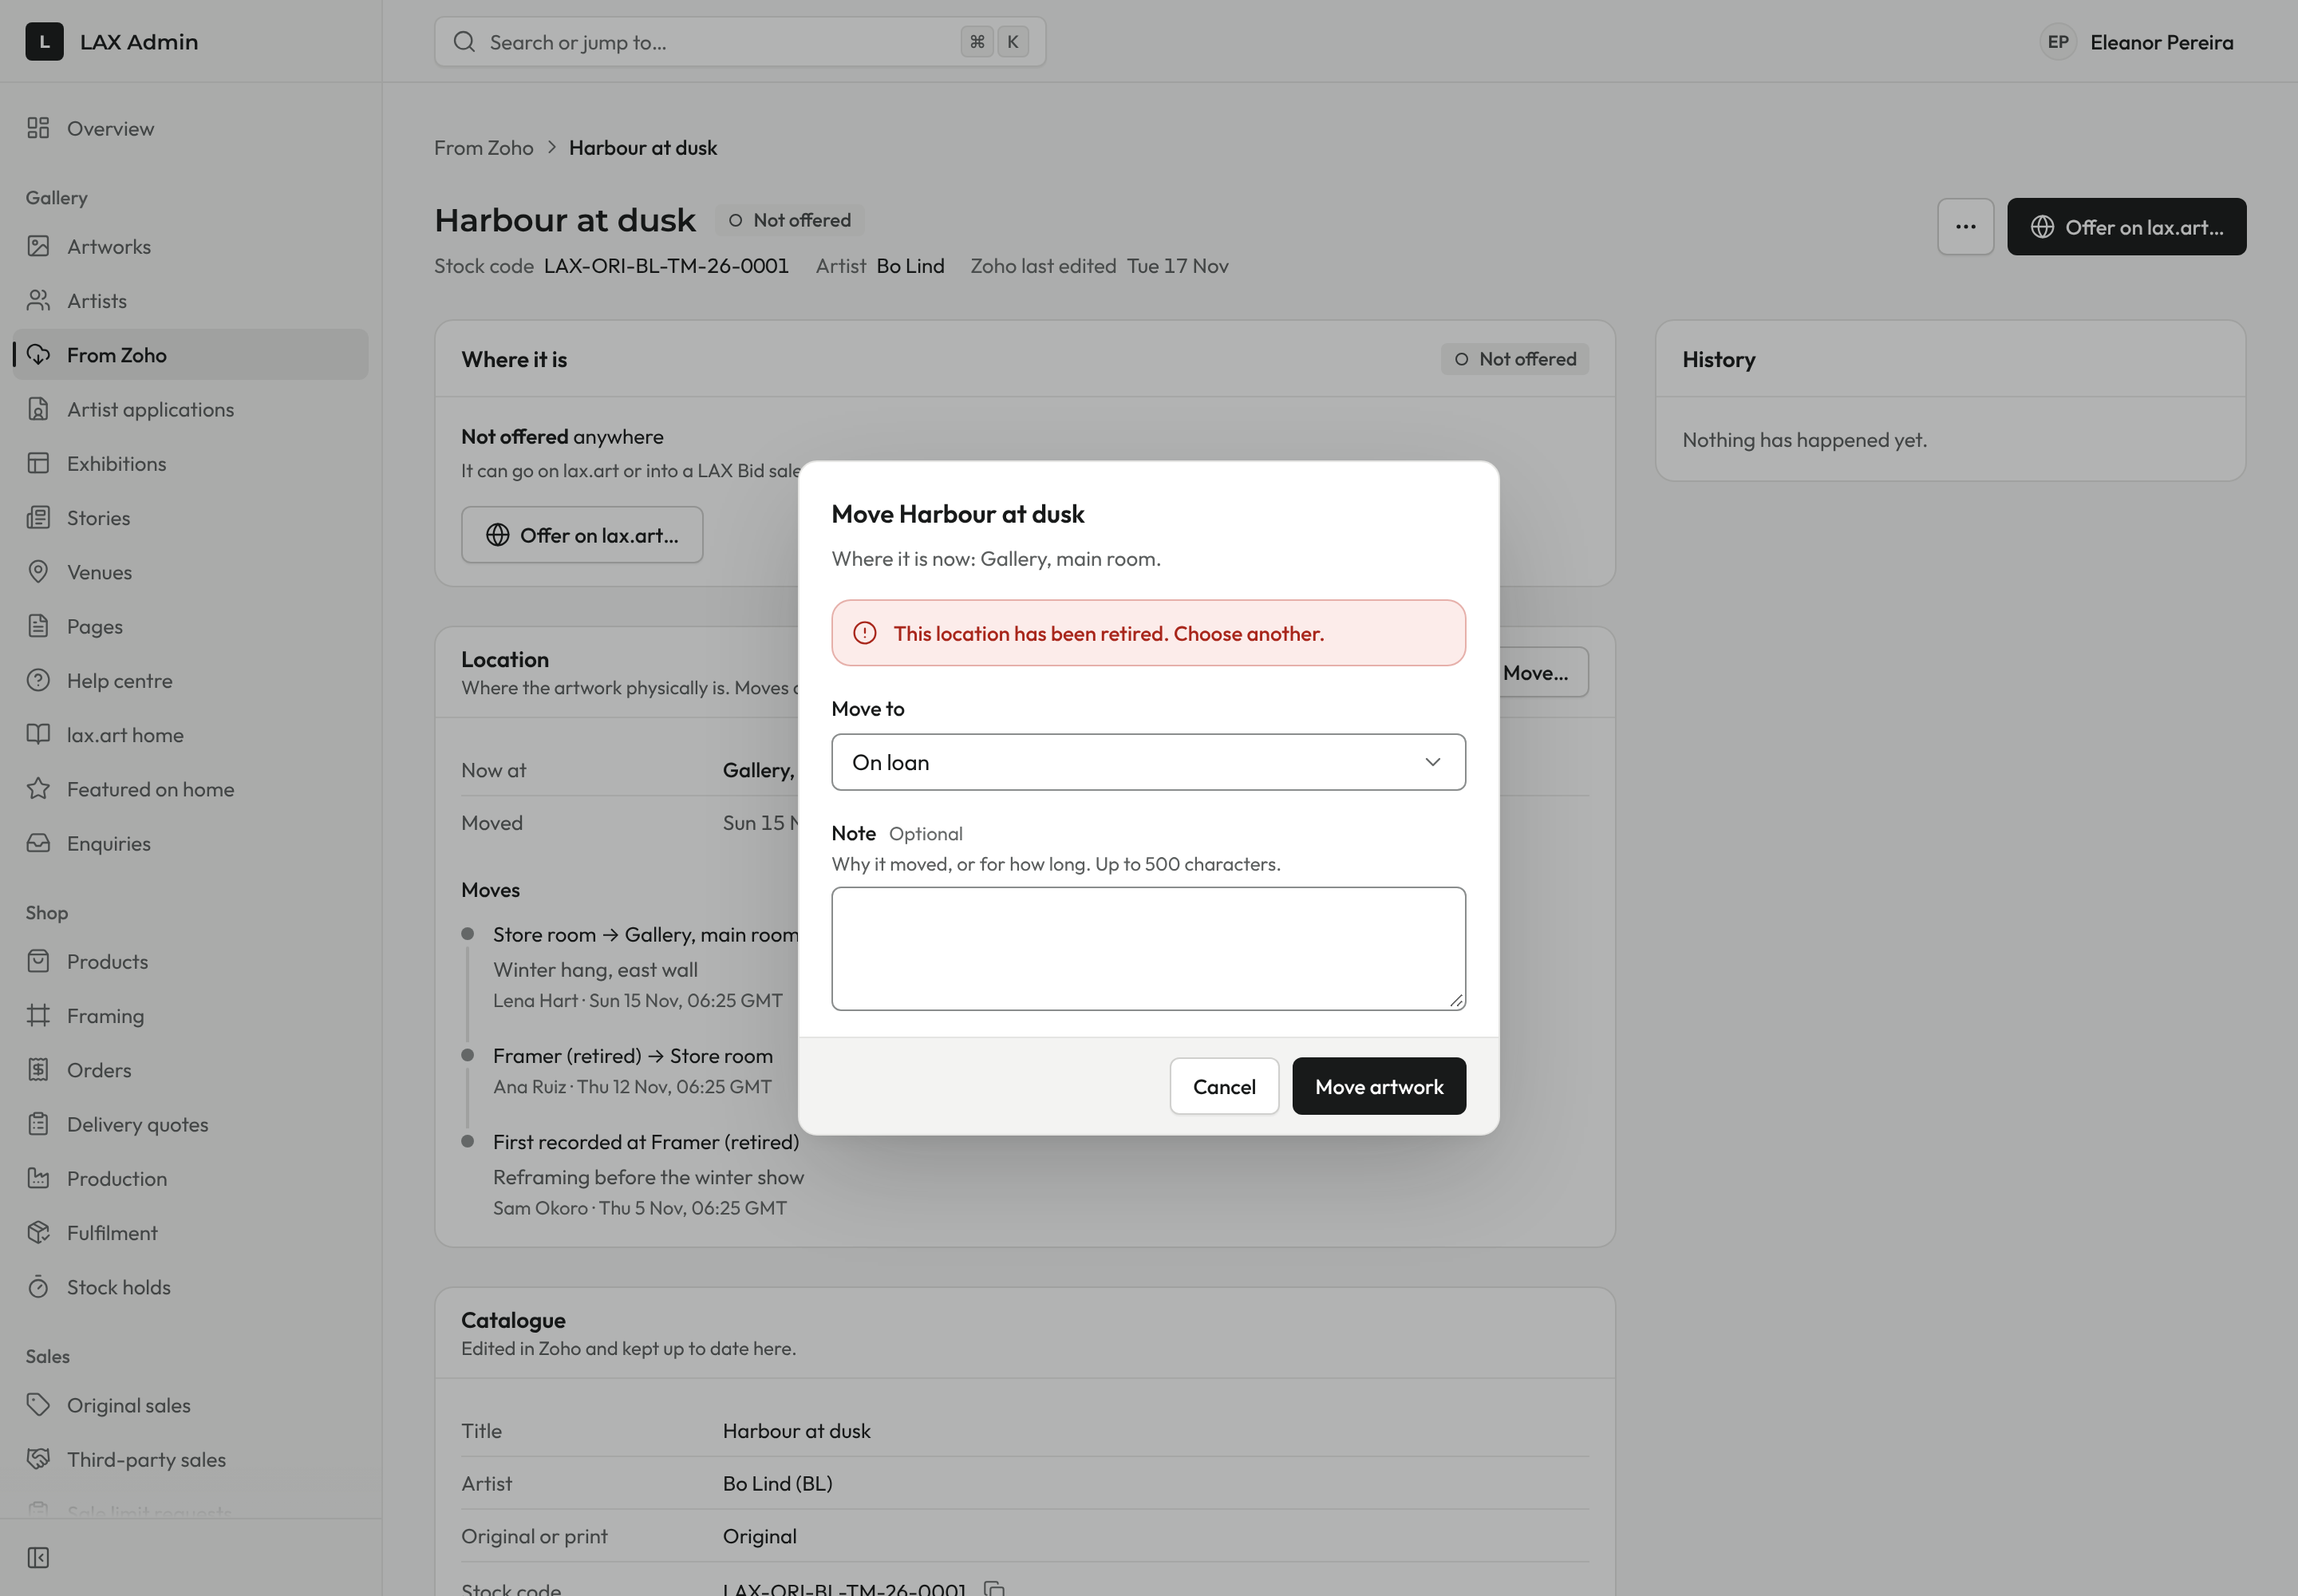 L LAX Admin
Search or jump to...
⌘ K
EP Eleanor Pereira
Overview
Gallery
Artworks
Artists
From Zoho
Artist applications
Exhibitions
Stories
Venues
Pages
Help centre
lax.art home
Featured on home
Enquiries
Shop
Products
Framing
Orders
Delivery quotes
Production
Fulfilment
Stock holds
Sales
Original sales
Third-party sales
Sale limit requests
From Zoho > Harbour at dusk
Harbour at dusk Not offered
Stock code LAX-ORI-BL-TM-26-0001 Artist Bo Lind Zoho last edited Tue 17 Nov
Offer on lax.art...
Where it is Not offered
Not offered anywhere
It can go on lax.art or into a LAX Bid sale
Offer on lax.art...
History
Nothing has happened yet.
Location
Where the artwork physically is. Moves
Move...
Now at Gallery,
Moved Sun 15
Moves
Store room → Gallery, main room
Winter hang, east wall
Lena Hart · Sun 15 Nov, 06:25 GMT
Framer (retired) → Store room
Ana Ruiz · Thu 12 Nov, 06:25 GMT
First recorded at Framer (retired)
Reframing before the winter show
Sam Okoro · Thu 5 Nov, 06:25 GMT
Catalogue
Edited in Zoho and kept up to date here.
Title Harbour at dusk
Artist Bo Lind (BL)
Original or print Original
Stock code LAX-ORI-BL-TM-26-0001
Move Harbour at dusk
Where it is now: Gallery, main room.
This location has been retired. Choose another.
Move to
On loan
Note Optional
Why it moved, or for how long. Up to 500 characters.
Cancel
Move artwork